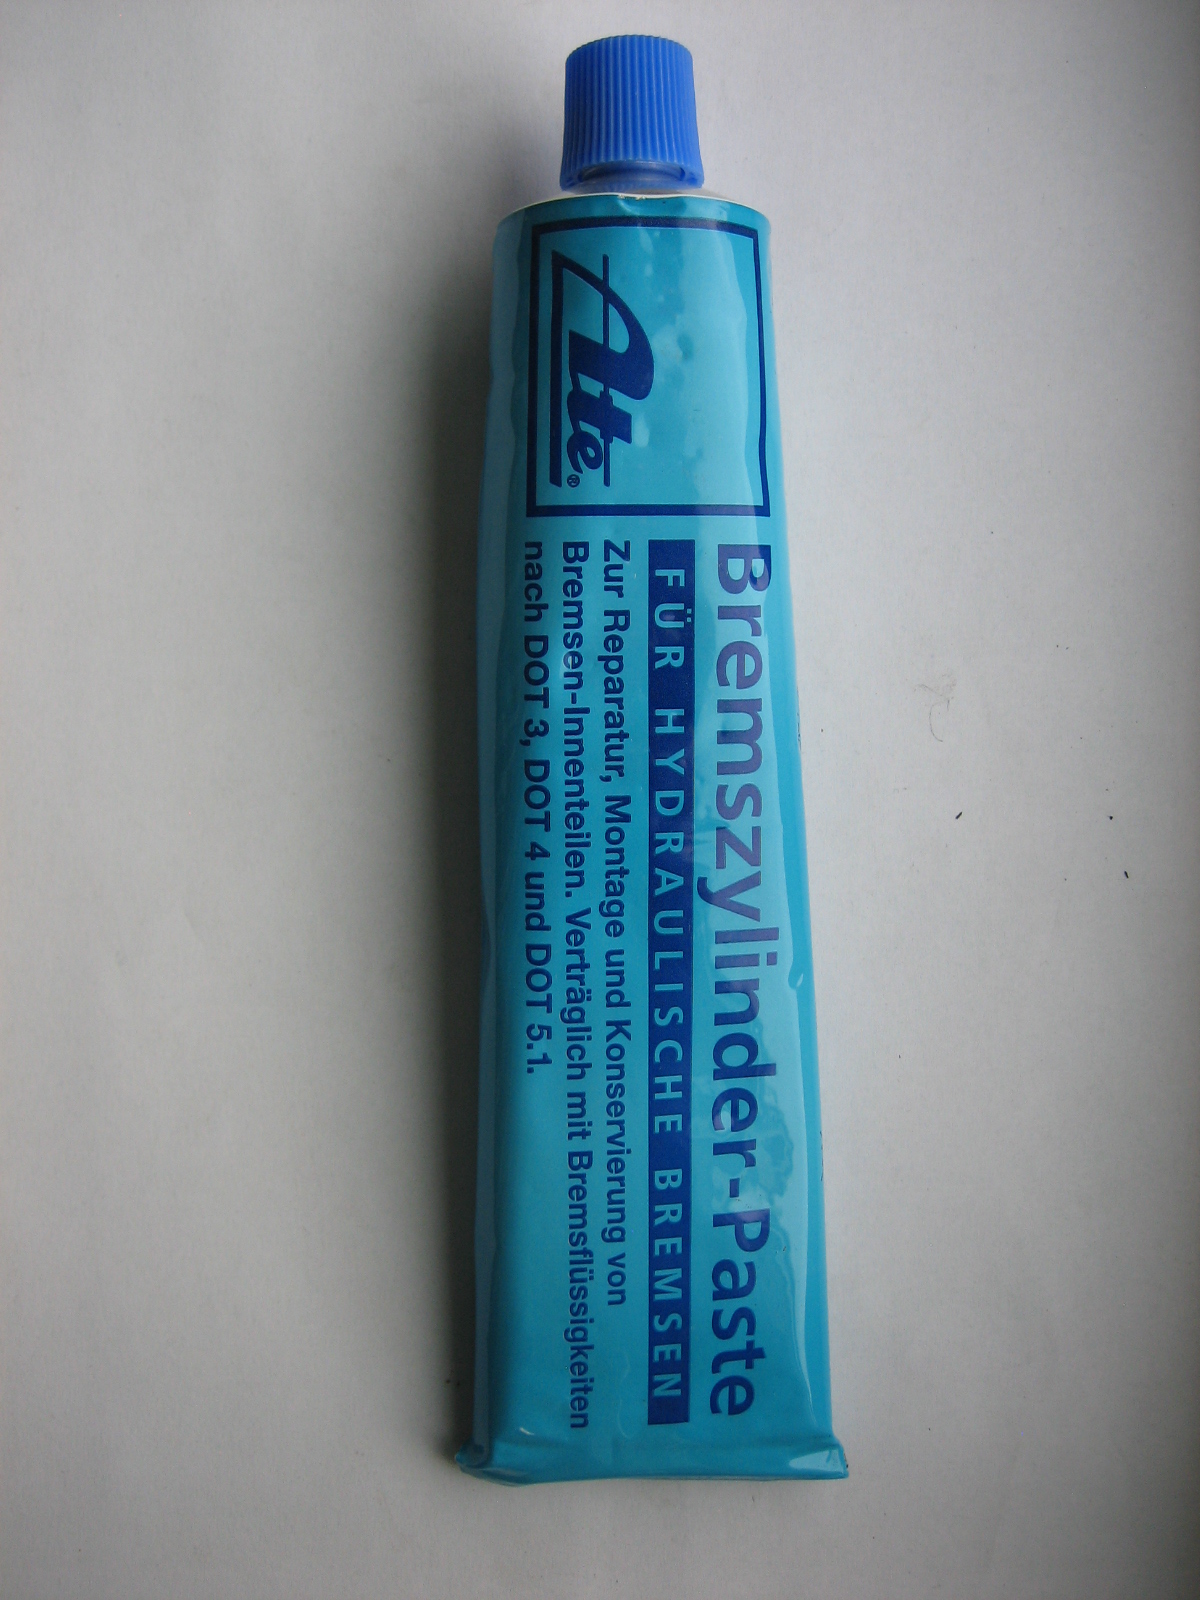 Ate®
Bremszylinder-Paste
FÜR HYDRAULISCHE BREMSEN
Zur Reparatur, Montage und Konservierung von
Bremsen-Innenteilen. Verträglich mit Bremsflüssigkeiten
nach DOT 3, DOT 4 und DOT 5.1.